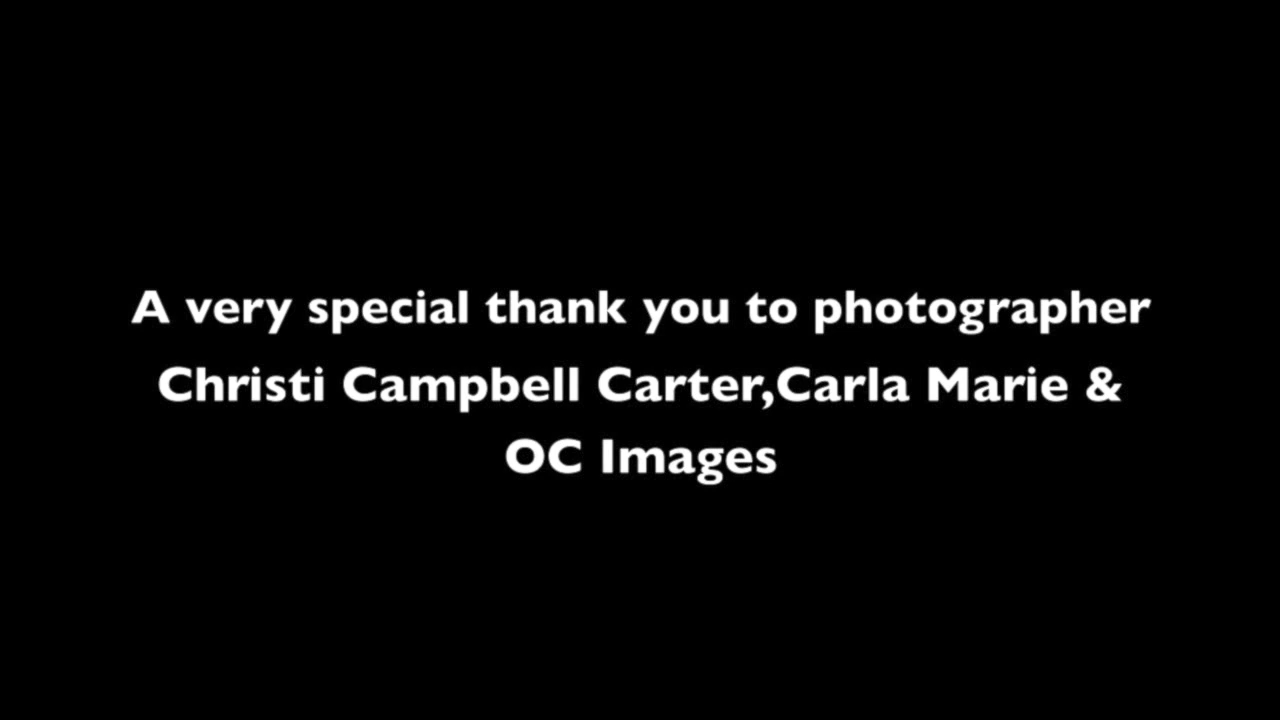 A very special thank you to photographer
Christi Campbell Carter,Carla Marie &
OC Images